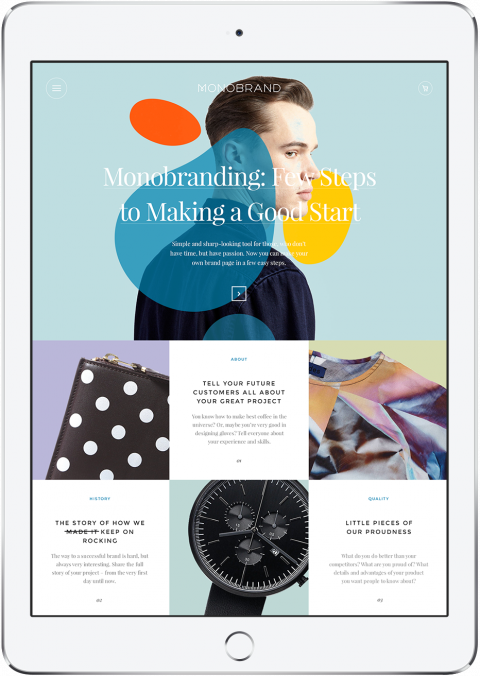 MONOBRAND
Monobranding: Few Steps
to Making a Good Start
Simple and sharp-looking tool for those who don't
have time, but have passion. Now you can make your
own brand page in a few easy steps.
ABOUT
TELL YOUR FUTURE
CUSTOMERS ALL ABOUT
YOUR GREAT PROJECT
You know how to make best coffee in the
universe? Or, maybe you're very good in
designing gloves? Tell everyone about
your experience and skills.
01
HISTORY
THE STORY OF HOW WE
MADE IT KEEP ON
ROCKING
The way to a successful brand is hard, but
always very interesting. Share the full
story of your project – from the very first
day until now.
02
QUALITY
LITTLE PIECES OF
OUR PROUDNESS
What do you do better than your
competitors? What are you proud of? What
details and advantages of your product
you want people to know about?
03